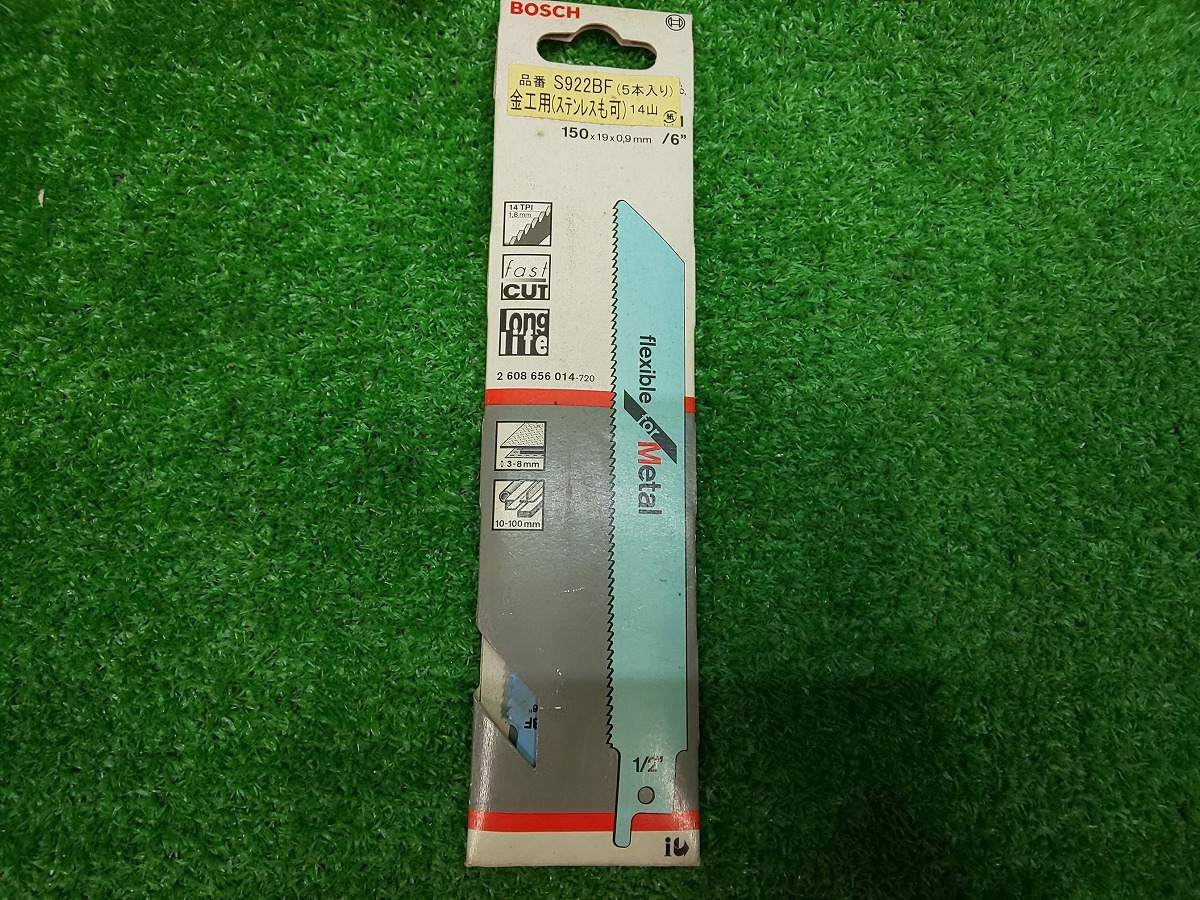 BOSCH
品番 S922BF(5本入り)
金工用(ステンレスも可)14山
150x19x0,9mm /6"
14 TPI
1,8mm
fast
CUT
long
life
2 608 656 014-720
3-8mm
10-100mm
flexible
for
Metal
BF
6"
1/2"